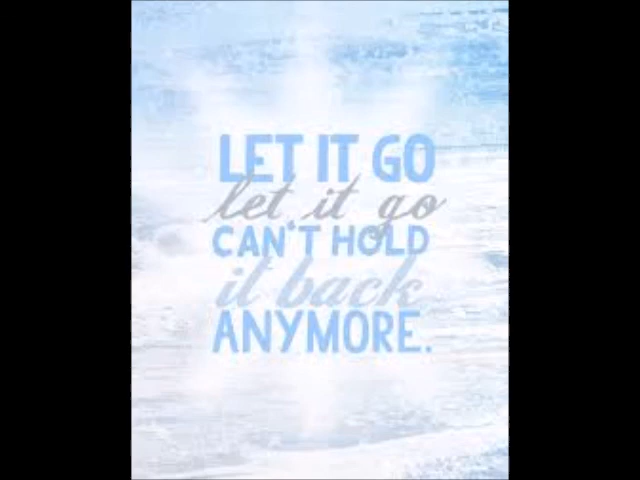 LET IT GO
let it go
CAN'T HOLD
it back
ANYMORE.